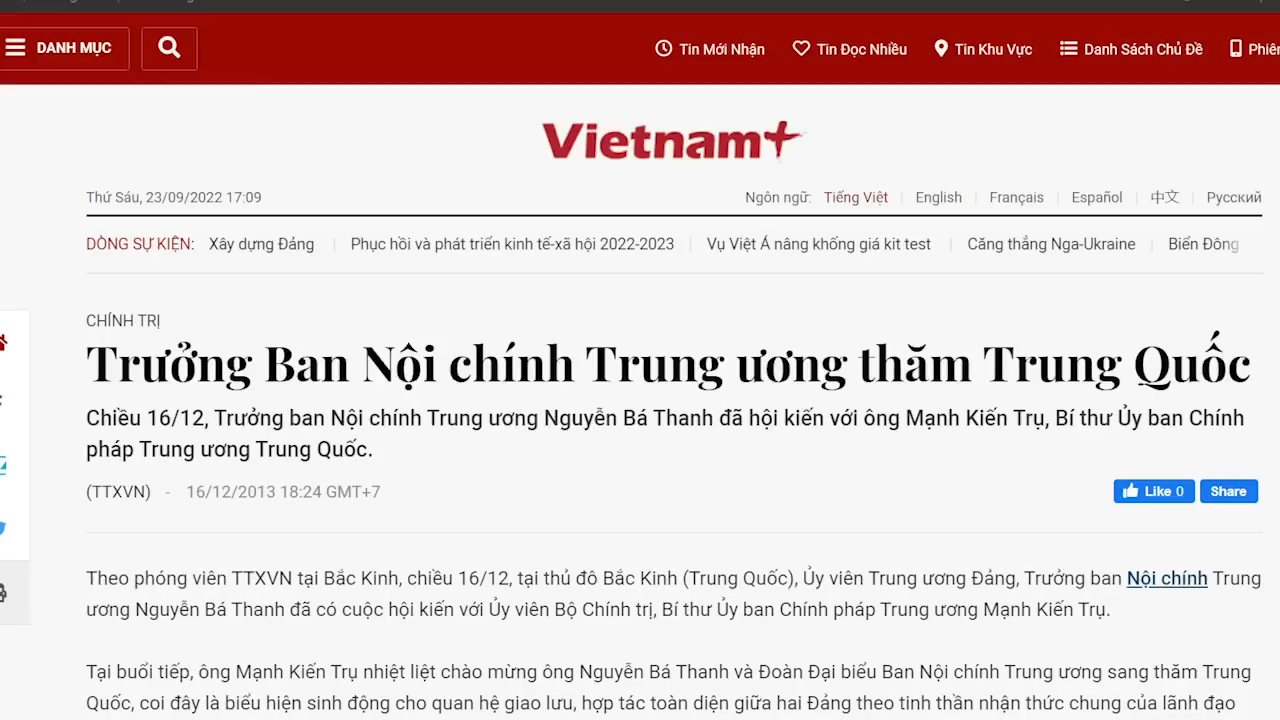 DANH MỤC
Tin Mới Nhận
Tin Đọc Nhiều
Tin Khu Vực
Danh Sách Chủ Đề
Vietnam+
Thứ Sáu, 23/09/2022 17:09
Ngôn ngữ: Tiếng Việt English Français Español 中文 Русский
DÒNG SỰ KIỆN: Xây dựng Đảng Phục hồi và phát triển kinh tế-xã hội 2022-2023 Vụ Việt Á nâng khống giá kit test Căng thẳng Nga-Ukraine Biển Đông
CHÍNH TRỊ
Trưởng Ban Nội chính Trung ương thăm Trung Quốc
Chiều 16/12, Trưởng ban Nội chính Trung ương Nguyễn Bá Thanh đã hội kiến với ông Mạnh Kiến Trụ, Bí thư Ủy ban Chính
pháp Trung ương Trung Quốc.
(TTXVN) - 16/12/2013 18:24 GMT+7
Like 0
Share
Theo phóng viên TTXVN tại Bắc Kinh, chiều 16/12, tại thủ đô Bắc Kinh (Trung Quốc), Ủy viên Trung ương Đảng, Trưởng ban Nội chính Trung
ương Nguyễn Bá Thanh đã có cuộc hội kiến với Ủy viên Bộ Chính trị, Bí thư Ủy ban Chính pháp Trung ương Mạnh Kiến Trụ.
Tại buổi tiếp, ông Mạnh Kiến Trụ nhiệt liệt chào mừng ông Nguyễn Bá Thanh và Đoàn Đại biểu Ban Nội chính Trung ương sang thăm Trung
Quốc, coi đây là biểu hiện sinh động cho quan hệ giao lưu, hợp tác toàn diện giữa hai Đảng theo tinh thần nhận thức chung của lãnh đạo